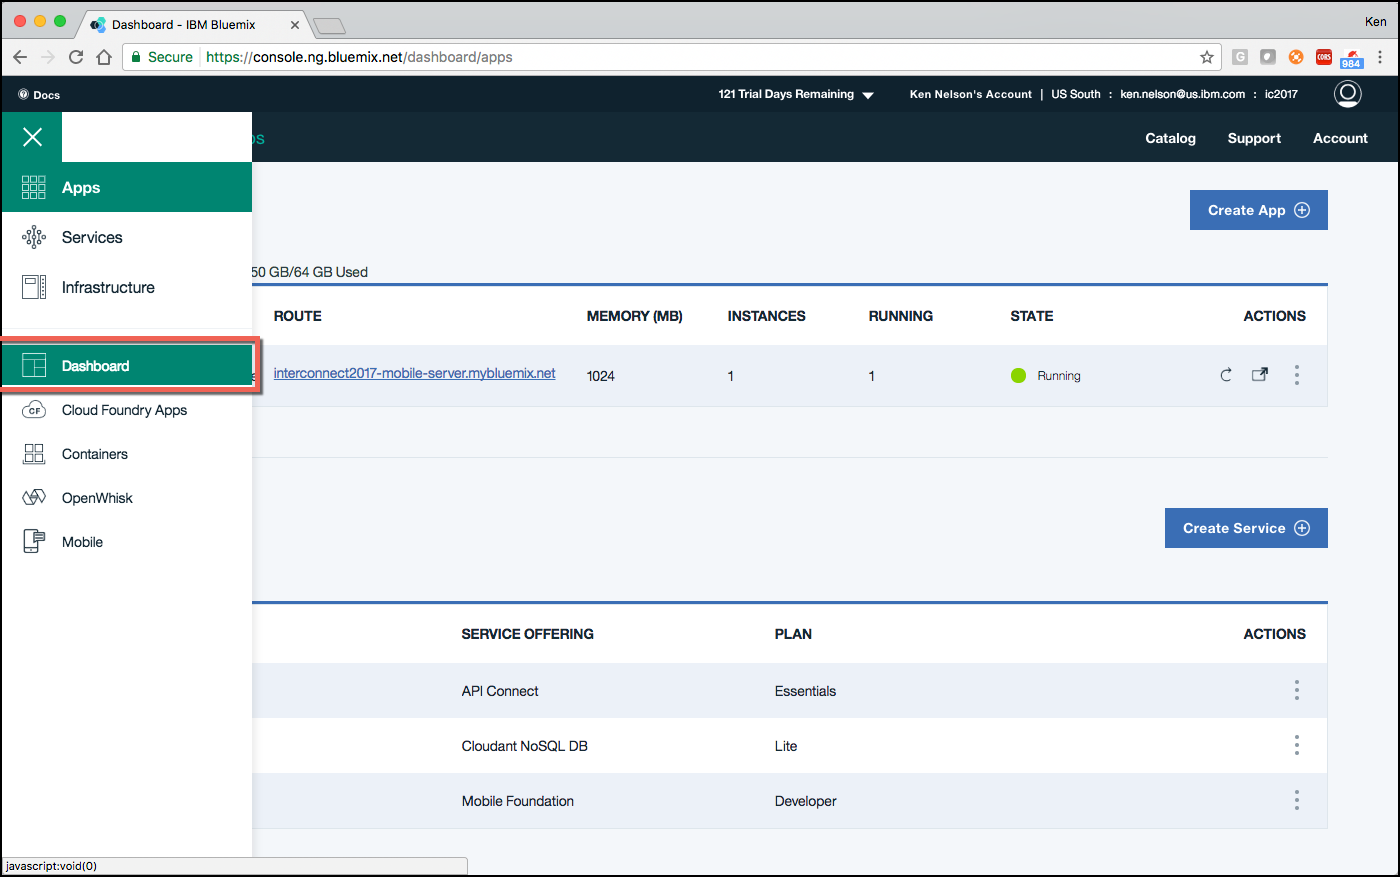 Dashboard - IBM Bluemix
Ken
Secure https://console.ng.bluemix.net/dashboard/apps
G
CORS
984
Docs
121 Trial Days Remaining
Ken Nelson's Account | US South : ken.nelson@us.ibm.com : ic2017
Catalog Support Account
Apps
Services
Infrastructure
Dashboard
CF Cloud Foundry Apps
Containers
OpenWhisk
Mobile
Create App
50 GB/64 GB Used
ROUTE MEMORY (MB) INSTANCES RUNNING STATE ACTIONS
interconnect2017-mobile-server.mybluemix.net 1024 1 1 Running
Create Service
SERVICE OFFERING PLAN ACTIONS
API Connect Essentials
Cloudant NoSQL DB Lite
Mobile Foundation Developer
javascript:void(0)